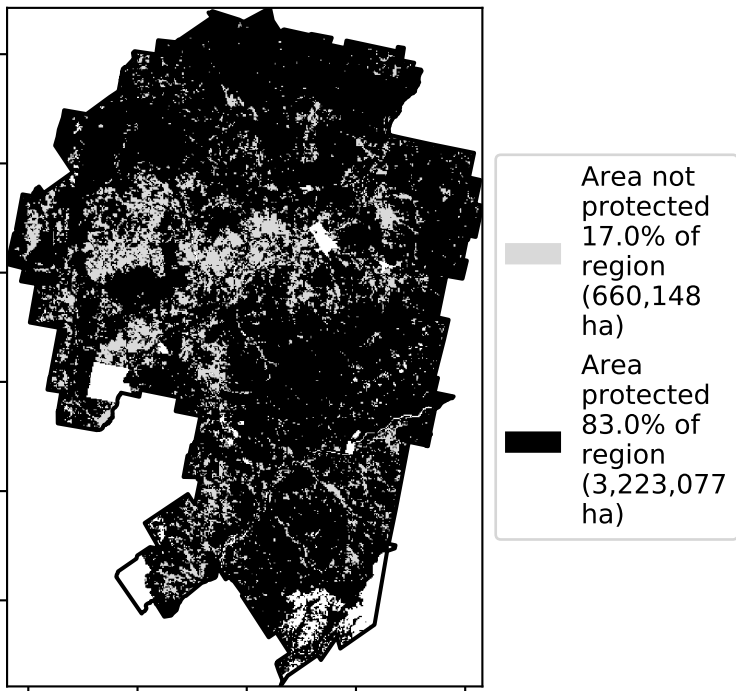 Area not
protected
17.0% of
region
(660,148
ha)
Area
protected
83.0% of
region
(3,223,077
ha)